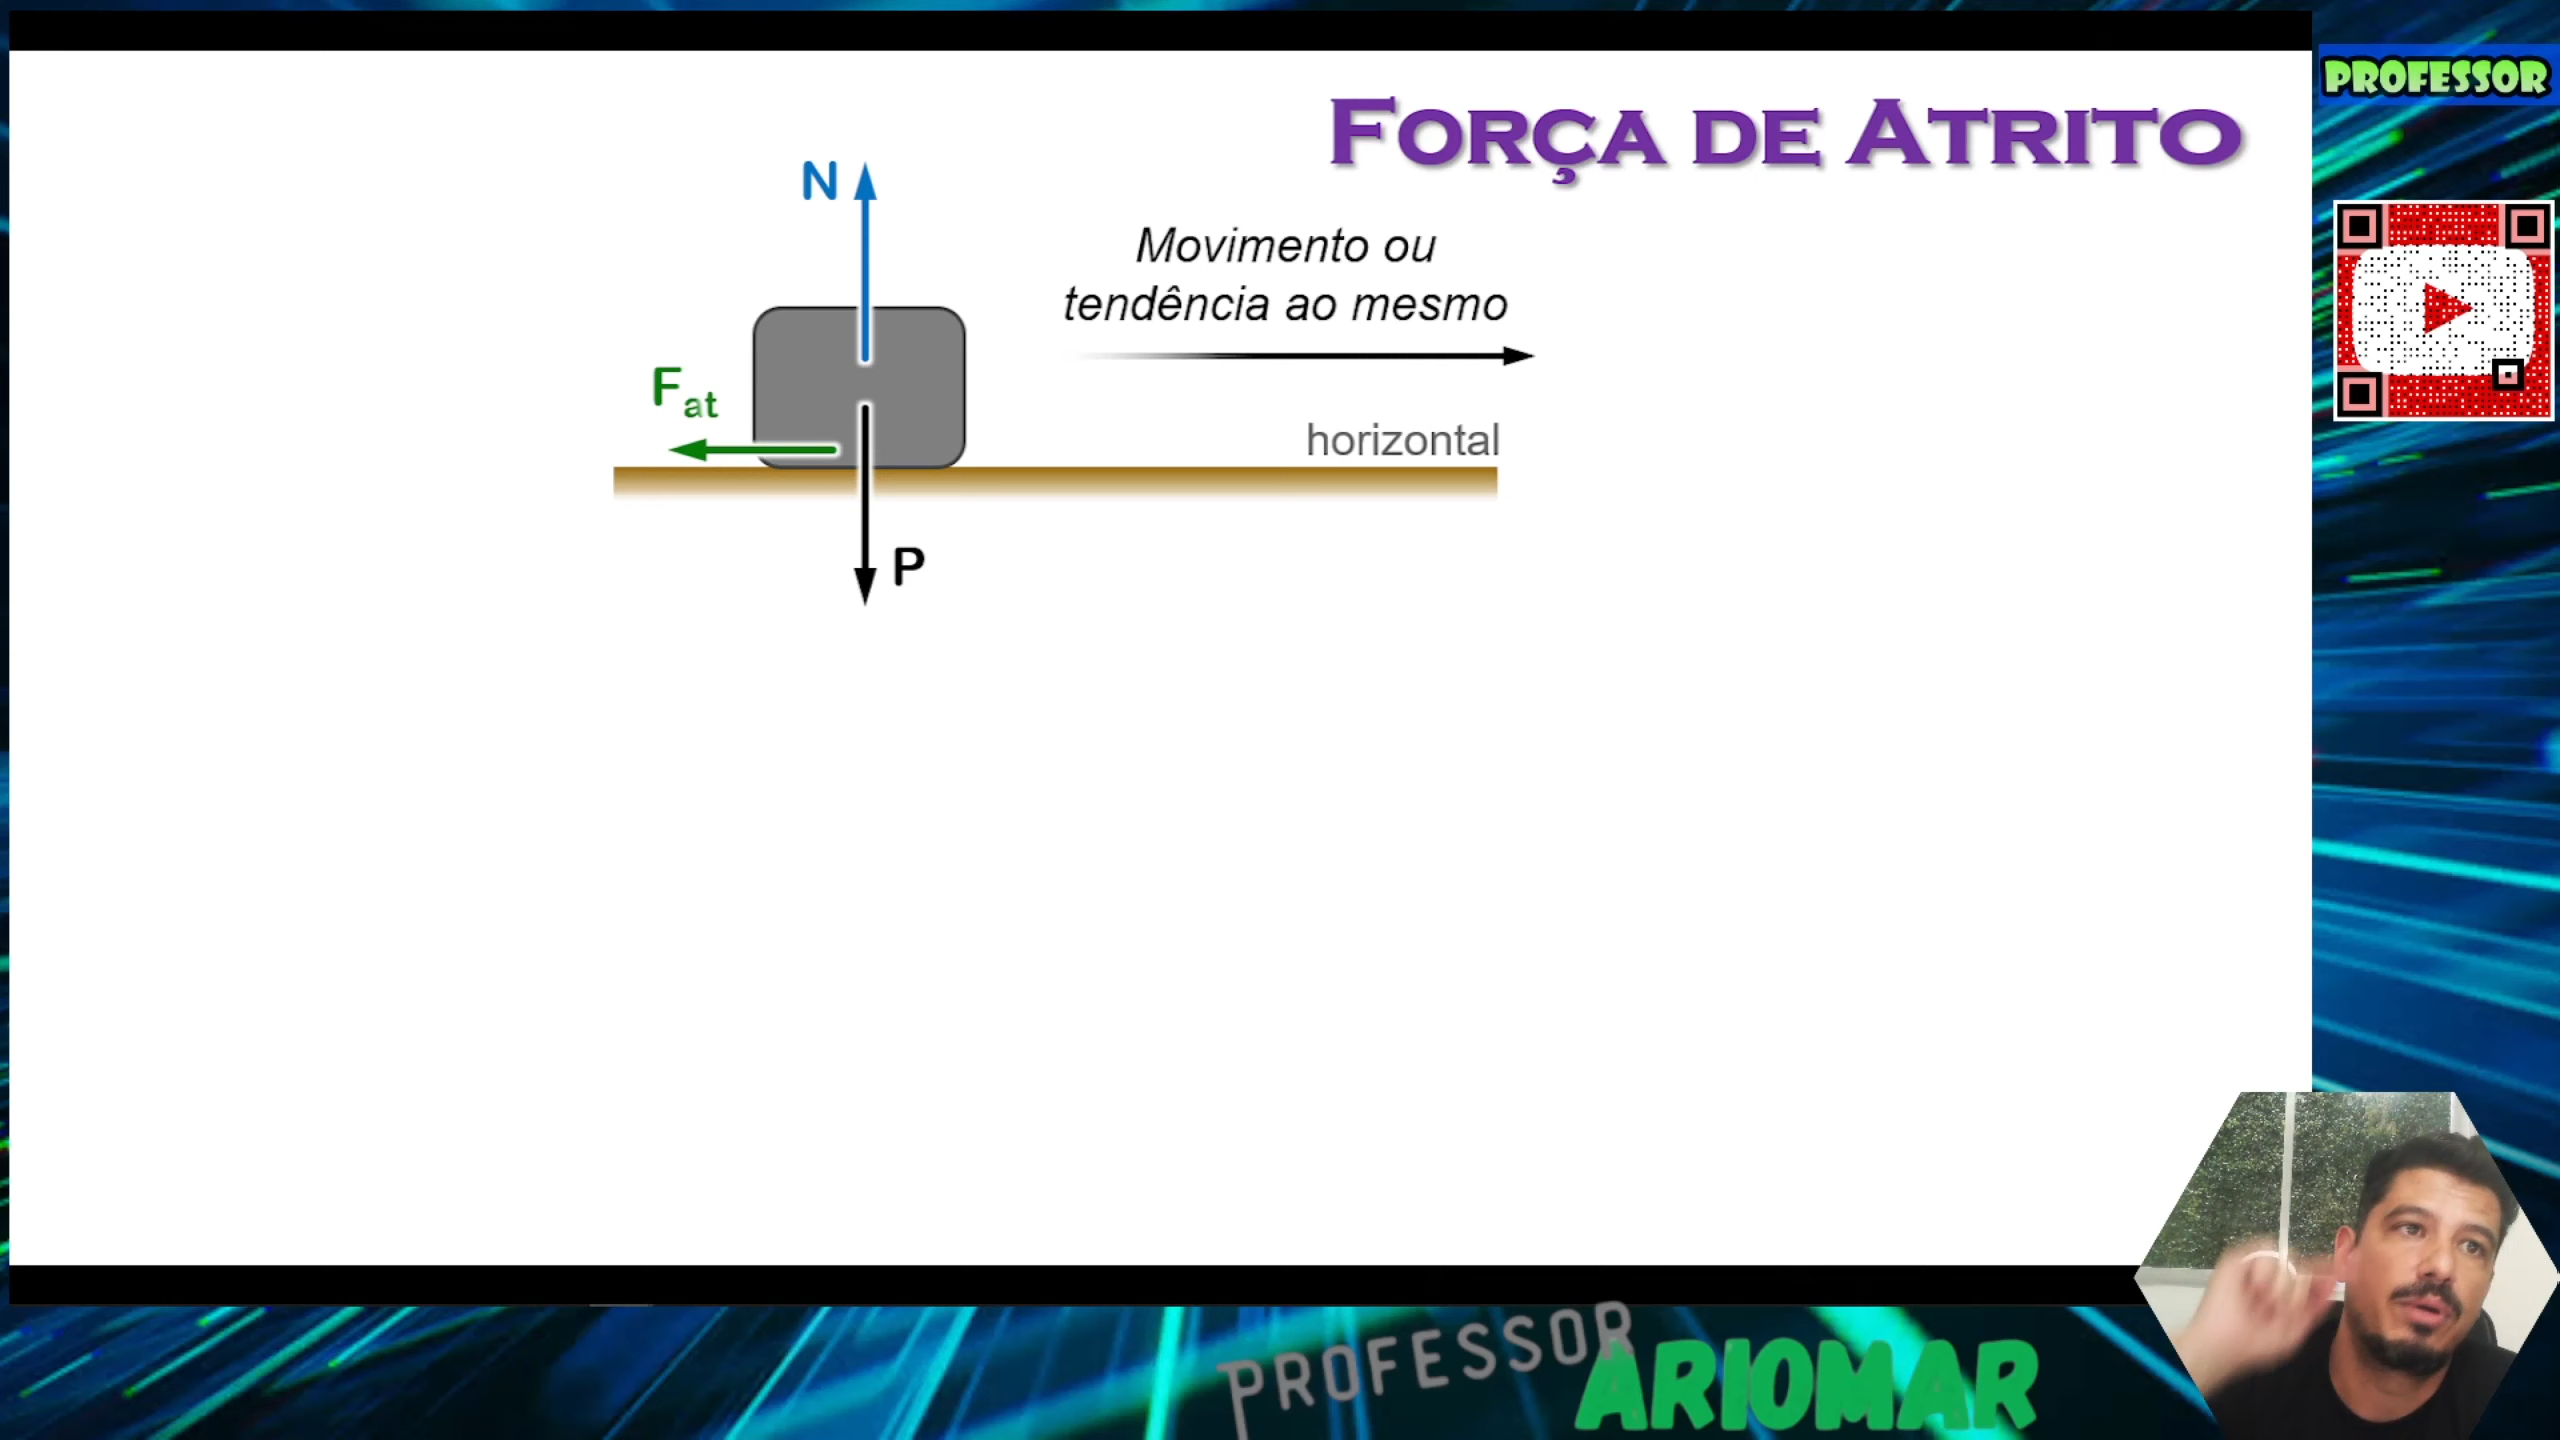 PROFESSOR
FORÇA DE ATRITO
N
Movimento ou
tendência ao mesmo
Fat
horizontal
P
PROFESSOR
ARIOMAR